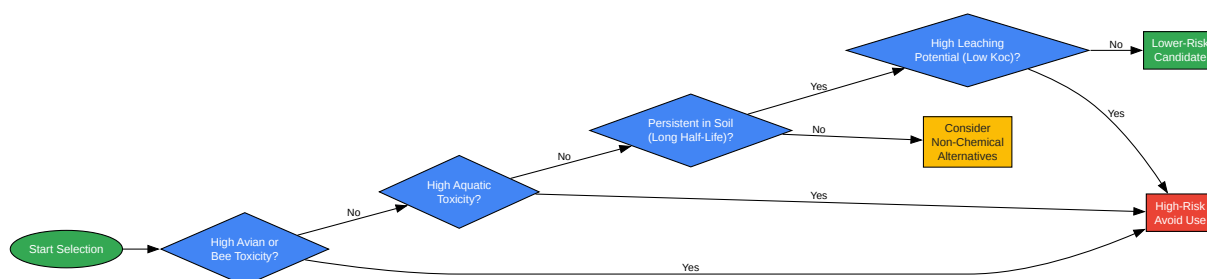 High Leaching
Potential (Low Koc)?
No
Lower-Risk
Candidate
Yes
Yes
Persistent in Soil
(Long Half-Life)?
No
Consider
Non-Chemical
Alternatives
No
High Aquatic
Toxicity?
Yes
No
High-Risk
Avoid Use
High Avian or
Bee Toxicity?
Start Selection
Yes